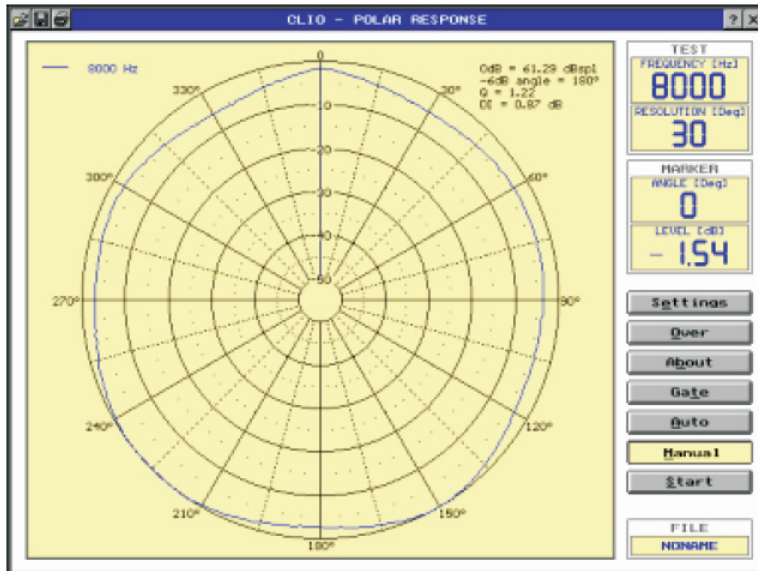 CLIO - POLAR RESPONSE
? X
8000 Hz
0dB = 61.29 dBspl
-6dB angle = 180°
Q = 1.22
DI = 0.87 dB
0
330°
30°
-10
-20
300°
60°
-30
-40
-50
270°
90°
240°
120°
210°
150°
180°
TEST
FREQUENCY [Hz]
8000
RESOLUTION [Deg]
30
MARKER
ANGLE [Deg]
0
LEVEL [dB]
- 1.54
Settings
Over
About
Gate
Auto
Manual
Start
FILE
NONAME